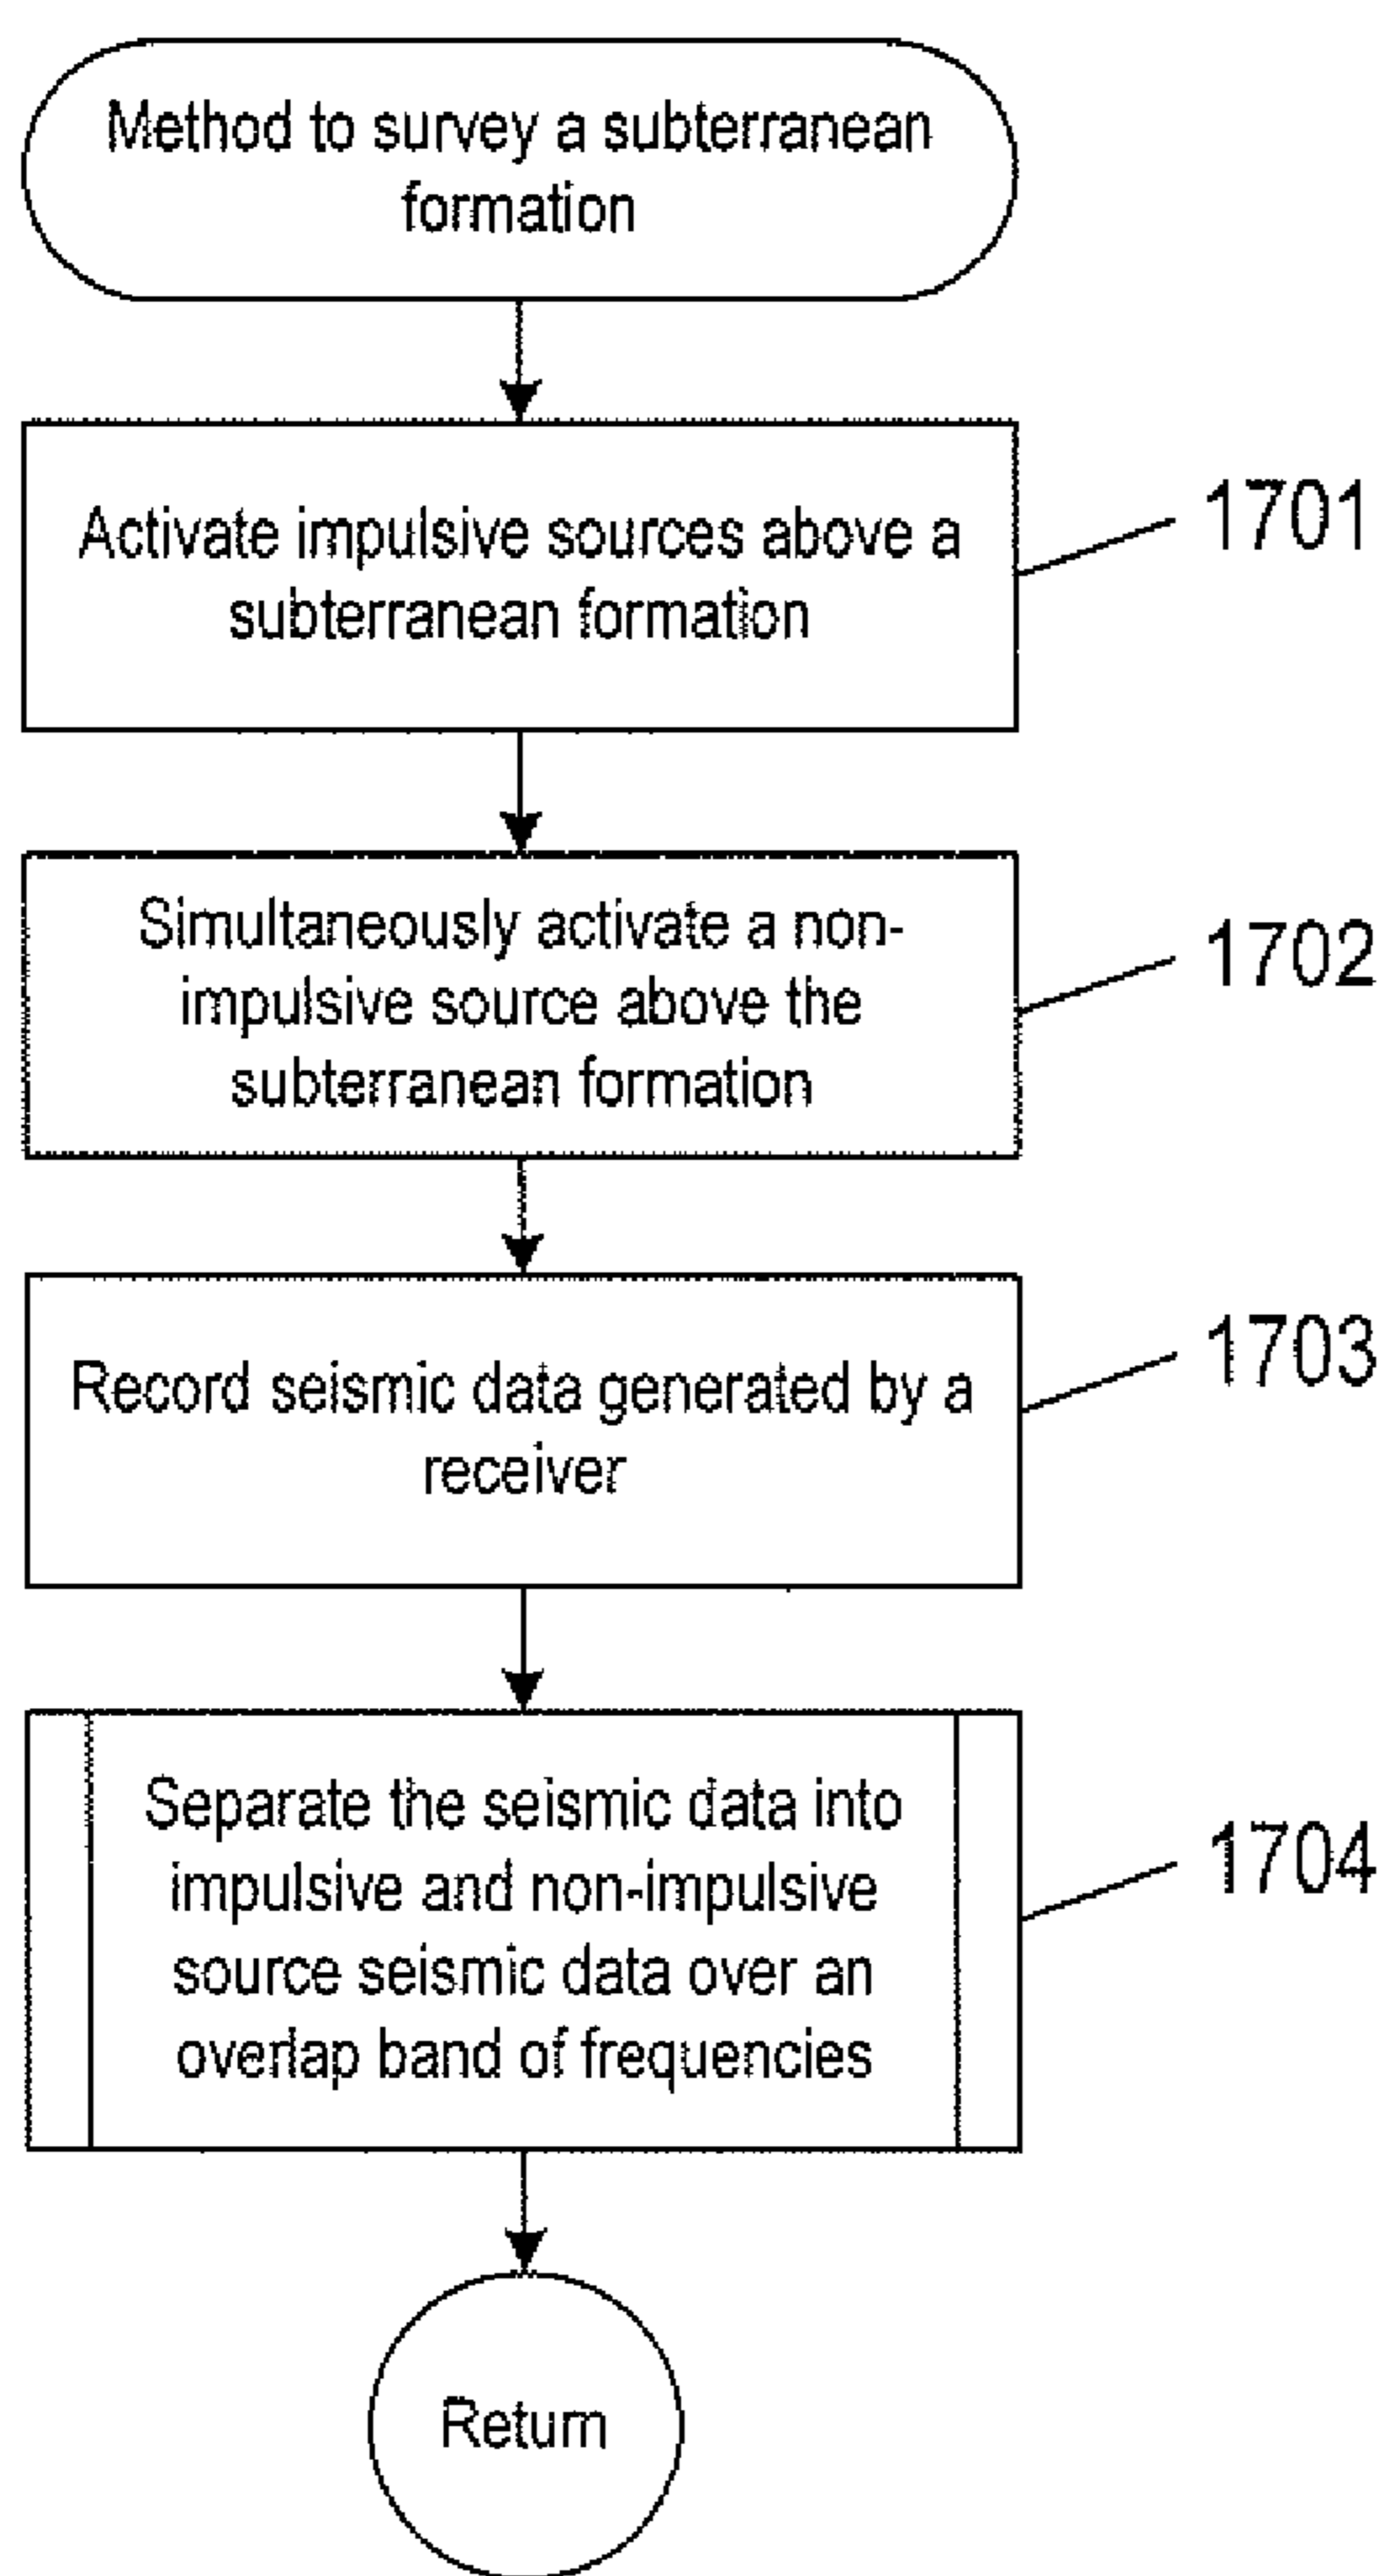 Method to survey a subterranean
formation
Activate impulsive sources above a
subterranean formation
1701
Simultaneously activate a non-
impulsive source above the
subterranean formation
1702
Record seismic data generated by a
receiver
1703
Separate the seismic data into
impulsive and non-impulsive
source seismic data over an
overlap band of frequencies
1704
Return